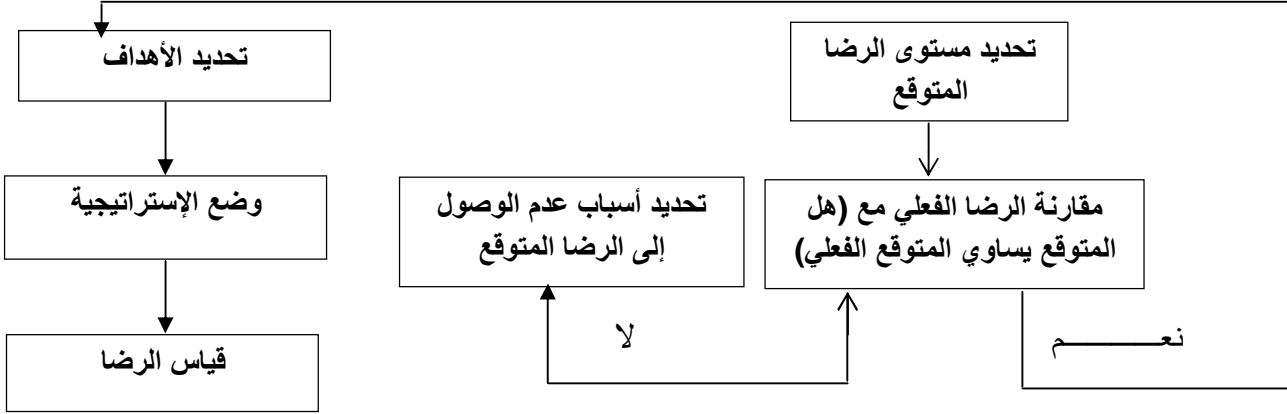 تحديد مستوى الرضا
المتوقع
تحديد الأهداف
مقارنة الرضا الفعلي مع (هل
المتوقع يساوي المتوقع الفعلي)
تحديد أسباب عدم الوصول
إلى الرضا المتوقع
وضع الإستراتيجية
نعـــــــــم
لا
قياس الرضا